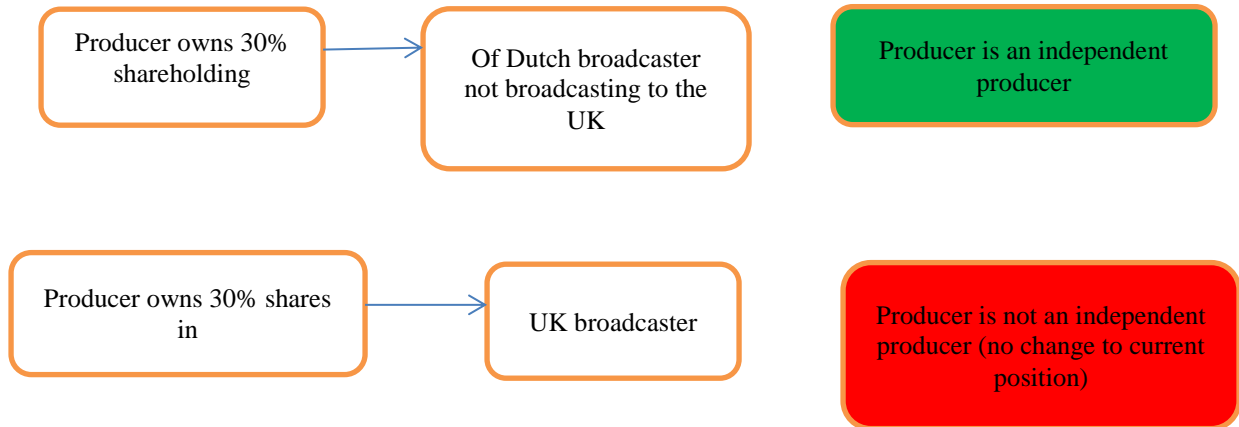 Producer owns 30%
shareholding
Of Dutch broadcaster
not broadcasting to the
UK
Producer is an independent
producer
Producer owns 30% shares
in
UK broadcaster
Producer is not an independent
producer (no change to current
position)